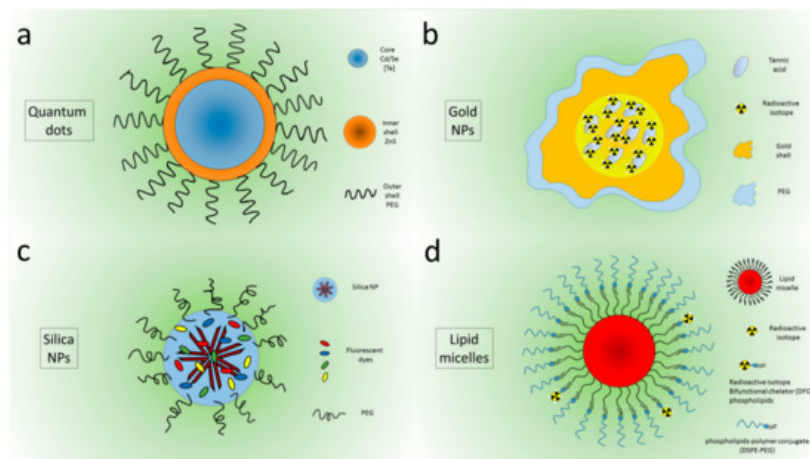 a
Quantum
dots
Core
Cd/Se
[Te]
Inner
shell
ZnS
Outer
shell
PEG
b
Gold
NPs
Tannic
acid
Radioactive
isotope
Gold
shell
PEG
c
Silica
NPs
Silica NP
Fluorescent
dyes
PEG
d
Lipid
micelles
Lipid
micelle
Radioactive
isotope
Radioactive isotope
Bifunctional chelator (DFO
phospholipids
phospholipids-polymer conjugate
(DSPE-PEG)